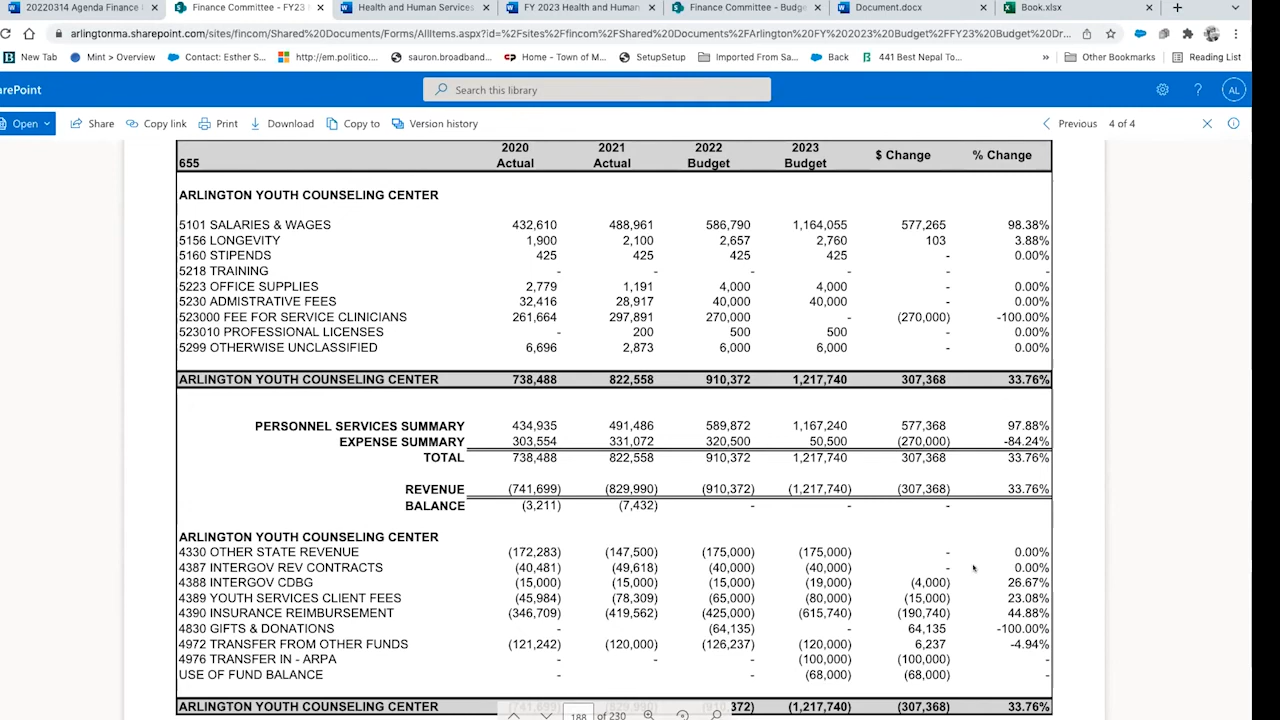 20220314 Agenda Finance
Finance Committee - FY23
Health and Human Services
FY 2023 Health and Human
Finance Committee - Budge
Document.docx
Book.xlsx
arlingtonma.sharepoint.com/sites/fincom/Shared%20Documents/Forms/AllItems.aspx?id=%2Fsites%2Ffincom%2FShared%20Documents%2FArlington%20FY%202023%20Budget%2FFY23%20Budget%20Dr...
New Tab Mint > Overview Contact: Esther S... http://em.politico.... sauron.broadband... Home - Town of M... SetupSetup Imported From Sa... Back 441 Best Nepal To... » Other Bookmarks Reading List
arePoint Search this library ? AL
Open Share Copy link Print Download Copy to Version history Previous 4 of 4
655 2020 Actual 2021 Actual 2022 Budget 2023 Budget $ Change % Change
ARLINGTON YOUTH COUNSELING CENTER
5101 SALARIES & WAGES 432,610 488,961 586,790 1,164,055 577,265 98.38%
5156 LONGEVITY 1,900 2,100 2,657 2,760 103 3.88%
5160 STIPENDS 425 425 425 425 - 0.00%
5218 TRAINING - - - - - -
5223 OFFICE SUPPLIES 2,779 1,191 4,000 4,000 - 0.00%
5230 ADMISTRATIVE FEES 32,416 28,917 40,000 40,000 - 0.00%
523000 FEE FOR SERVICE CLINICIANS 261,664 297,891 270,000 - (270,000) -100.00%
523010 PROFESSIONAL LICENSES - 200 500 500 - 0.00%
5299 OTHERWISE UNCLASSIFIED 6,696 2,873 6,000 6,000 - 0.00%
ARLINGTON YOUTH COUNSELING CENTER 738,488 822,558 910,372 1,217,740 307,368 33.76%
PERSONNEL SERVICES SUMMARY 434,935 491,486 589,872 1,167,240 577,368 97.88%
EXPENSE SUMMARY 303,554 331,072 320,500 50,500 (270,000) -84.24%
TOTAL 738,488 822,558 910,372 1,217,740 307,368 33.76%
REVENUE (741,699) (829,990) (910,372) (1,217,740) (307,368) 33.76%
BALANCE (3,211) (7,432) - - -
ARLINGTON YOUTH COUNSELING CENTER
4330 OTHER STATE REVENUE (172,283) (147,500) (175,000) (175,000) - 0.00%
4387 INTERGOV REV CONTRACTS (40,481) (49,618) (40,000) (40,000) - 0.00%
4388 INTERGOV CDBG (15,000) (15,000) (15,000) (19,000) (4,000) 26.67%
4389 YOUTH SERVICES CLIENT FEES (45,984) (78,309) (65,000) (80,000) (15,000) 23.08%
4390 INSURANCE REIMBURSEMENT (346,709) (419,562) (425,000) (615,740) (190,740) 44.88%
4830 GIFTS & DONATIONS - - (64,135) - 64,135 -100.00%
4972 TRANSFER FROM OTHER FUNDS (121,242) (120,000) (126,237) (120,000) 6,237 -4.94%
4976 TRANSFER IN - ARPA - - - (100,000) (100,000) -
USE OF FUND BALANCE - - (68,000) (68,000) -
ARLINGTON YOUTH COUNSELING CENTER (741,699) (829,990) (910,372) (1,217,740) (307,368) 33.76%
188 of 230